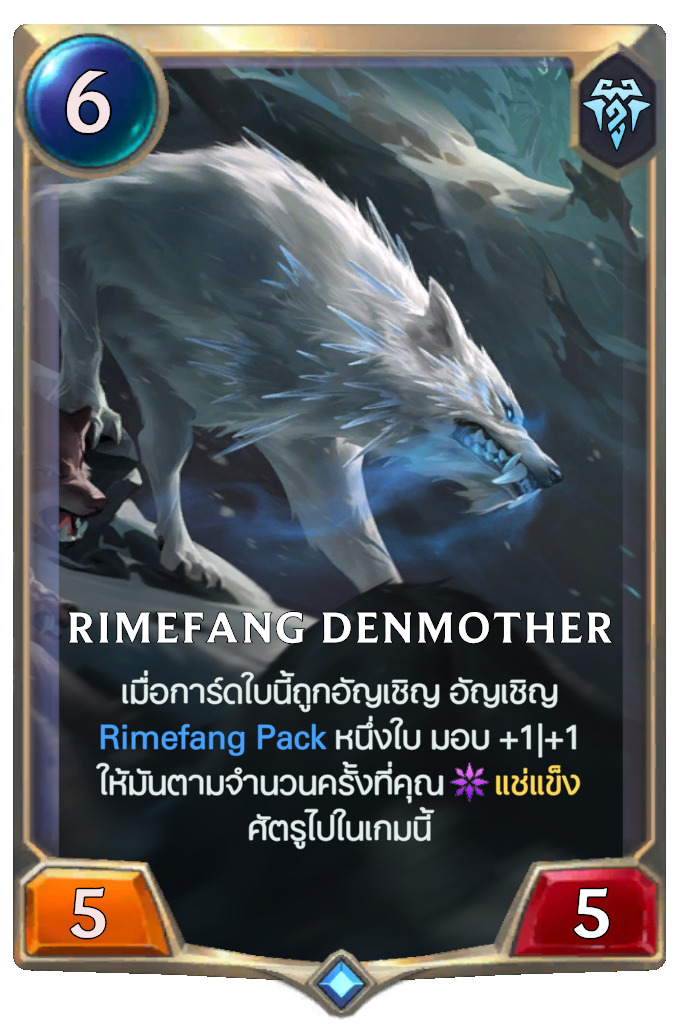 6
RIMEFANG DENMOTHER
เมื่อการ์ดใบนี้ถูกอัญเชิญ อัญเชิญ
Rimefang Pack หนึ่งใบ มอบ +1|+1
ให้มันตามจำนวนครั้งที่คุณ แช่แข็ง
ศัตรูไปในเกมนี้
5 5